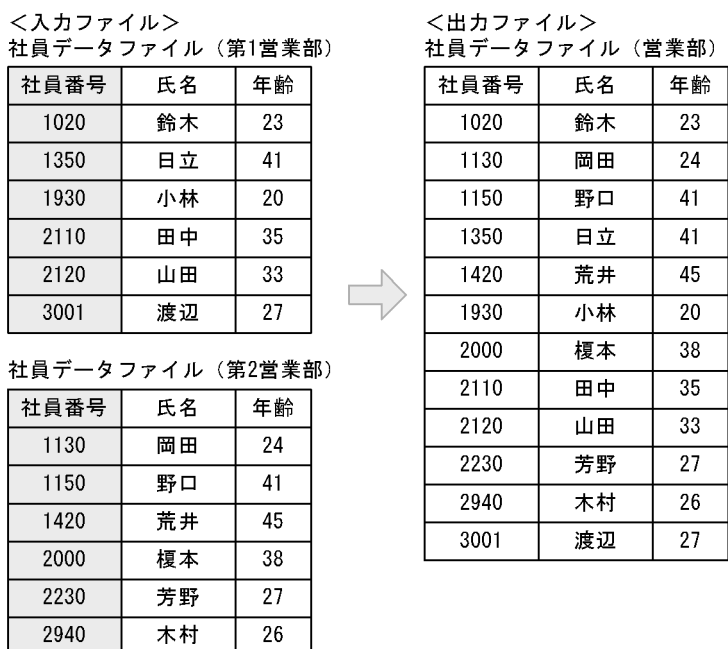 ＜入力ファイル＞
社員データファイル（第1営業部）
社員番号 氏名 年齢
1020 鈴木 23
1350 日立 41
1930 小林 20
2110 田中 35
2120 山田 33
3001 渡辺 27
社員データファイル（第2営業部）
社員番号 氏名 年齢
1130 岡田 24
1150 野口 41
1420 荒井 45
2000 榎本 38
2230 芳野 27
2940 木村 26
＜出力ファイル＞
社員データファイル（営業部）
社員番号 氏名 年齢
1020 鈴木 23
1130 岡田 24
1150 野口 41
1350 日立 41
1420 荒井 45
1930 小林 20
2000 榎本 38
2110 田中 35
2120 山田 33
2230 芳野 27
2940 木村 26
3001 渡辺 27